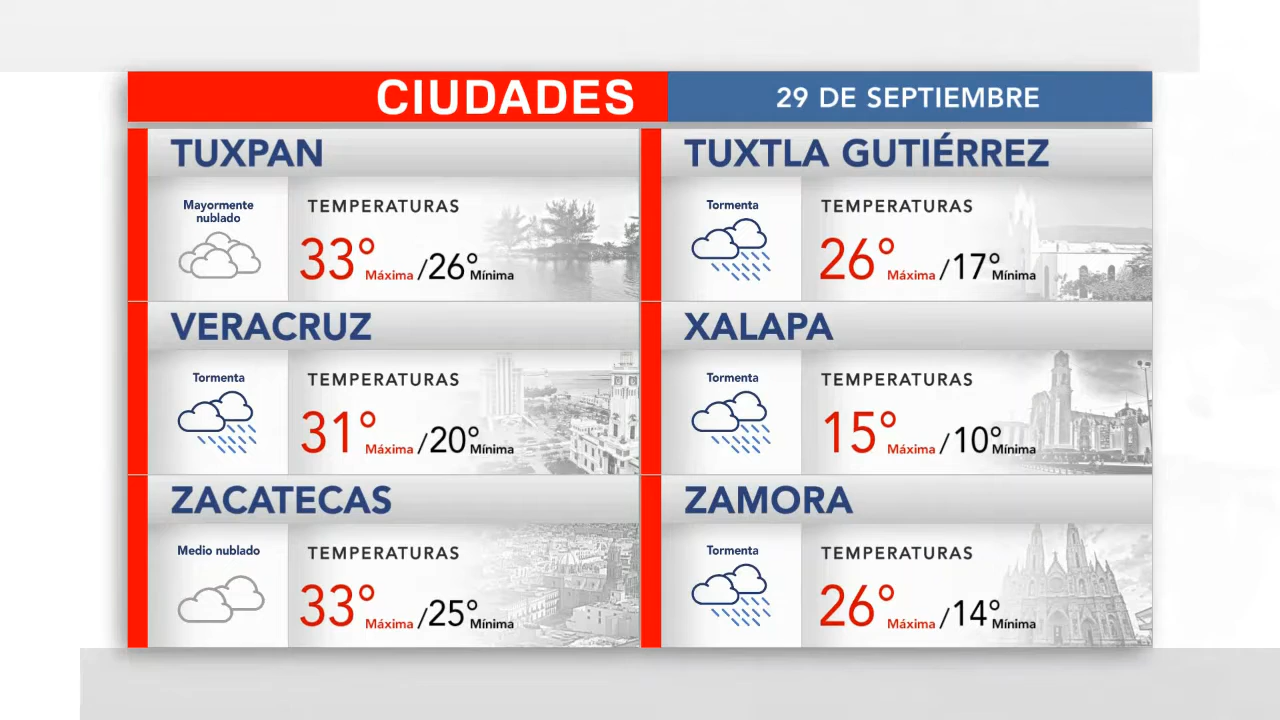 CIUDADES
29 DE SEPTIEMBRE
TUXPAN
Mayormente
nublado
TEMPERATURAS
33° Máxima /26° Mínima
TUXTLA GUTIÉRREZ
Tormenta
TEMPERATURAS
26° Máxima /17° Mínima
VERACRUZ
Tormenta
TEMPERATURAS
31° Máxima /20° Mínima
XALAPA
Tormenta
TEMPERATURAS
15° Máxima /10° Mínima
ZACATECAS
Medio nublado
TEMPERATURAS
33° Máxima /25° Mínima
ZAMORA
Tormenta
TEMPERATURAS
26° Máxima /14° Mínima